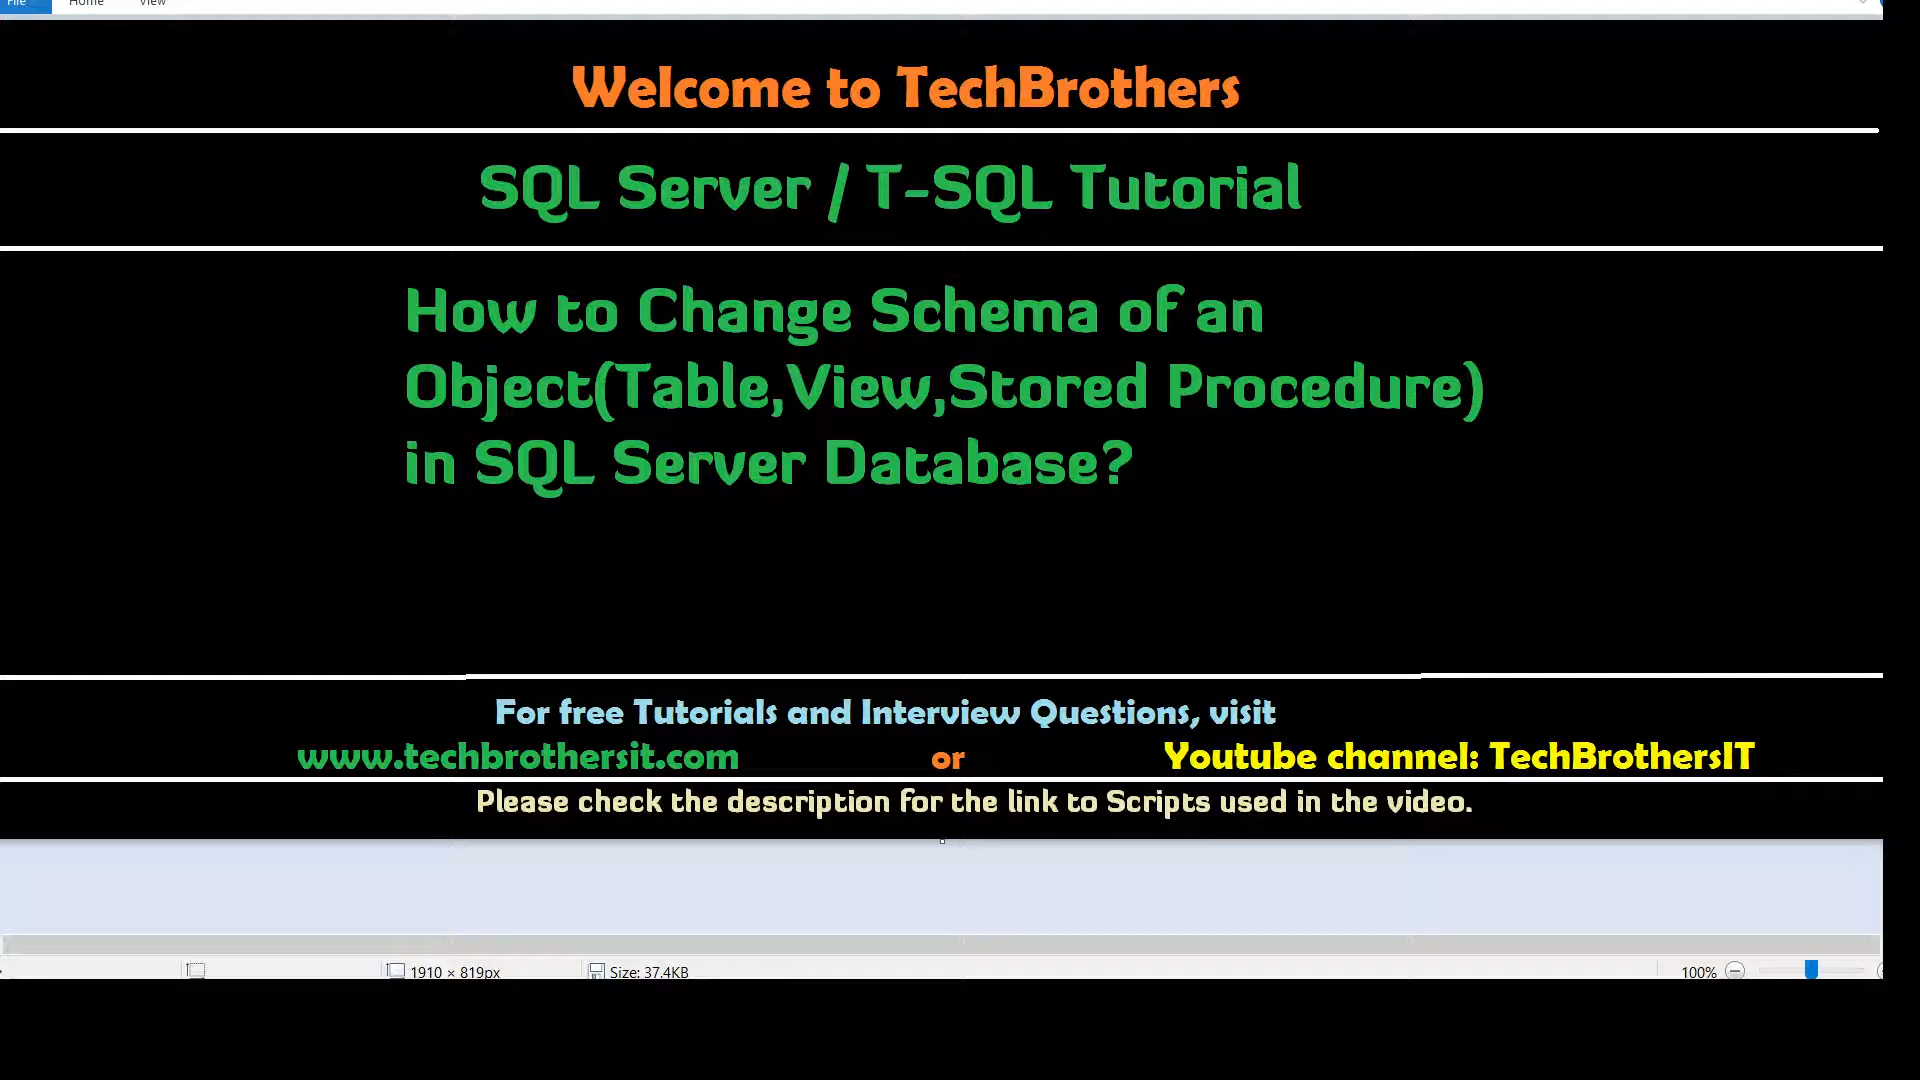 File Home View
Welcome to TechBrothers
SQL Server / T-SQL Tutorial
How to Change Schema of an
Object(Table,View,Stored Procedure)
in SQL Server Database?
For free Tutorials and Interview Questions, visit
www.techbrothersit.com or Youtube channel: TechBrothersIT
Please check the description for the link to Scripts used in the video.
1910 × 819px Size: 37.4KB 100%